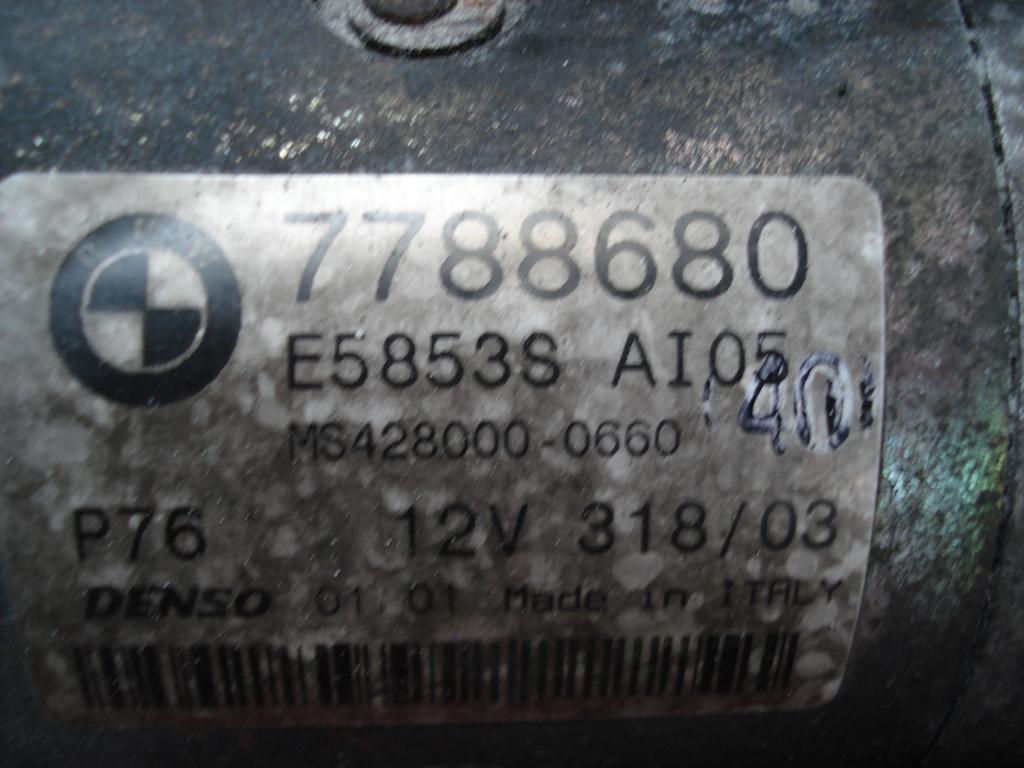 7788680
E5853S AI05
40
MS428000-0660
P76 12V 318/03
DENSO 01 01 Made in ITALY